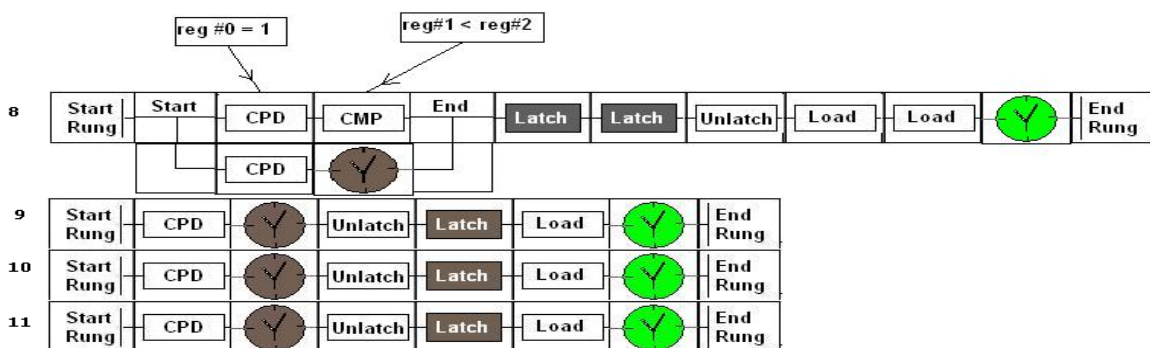 reg #0 = 1
reg#1 < reg#2
8 Start Rung Start CPD CMP End Latch Latch Unlatch Load Load End Rung
CPD
9 Start Rung CPD Unlatch Latch Load End Rung
10 Start Rung CPD Unlatch Latch Load End Rung
11 Start Rung CPD Unlatch Latch Load End Rung